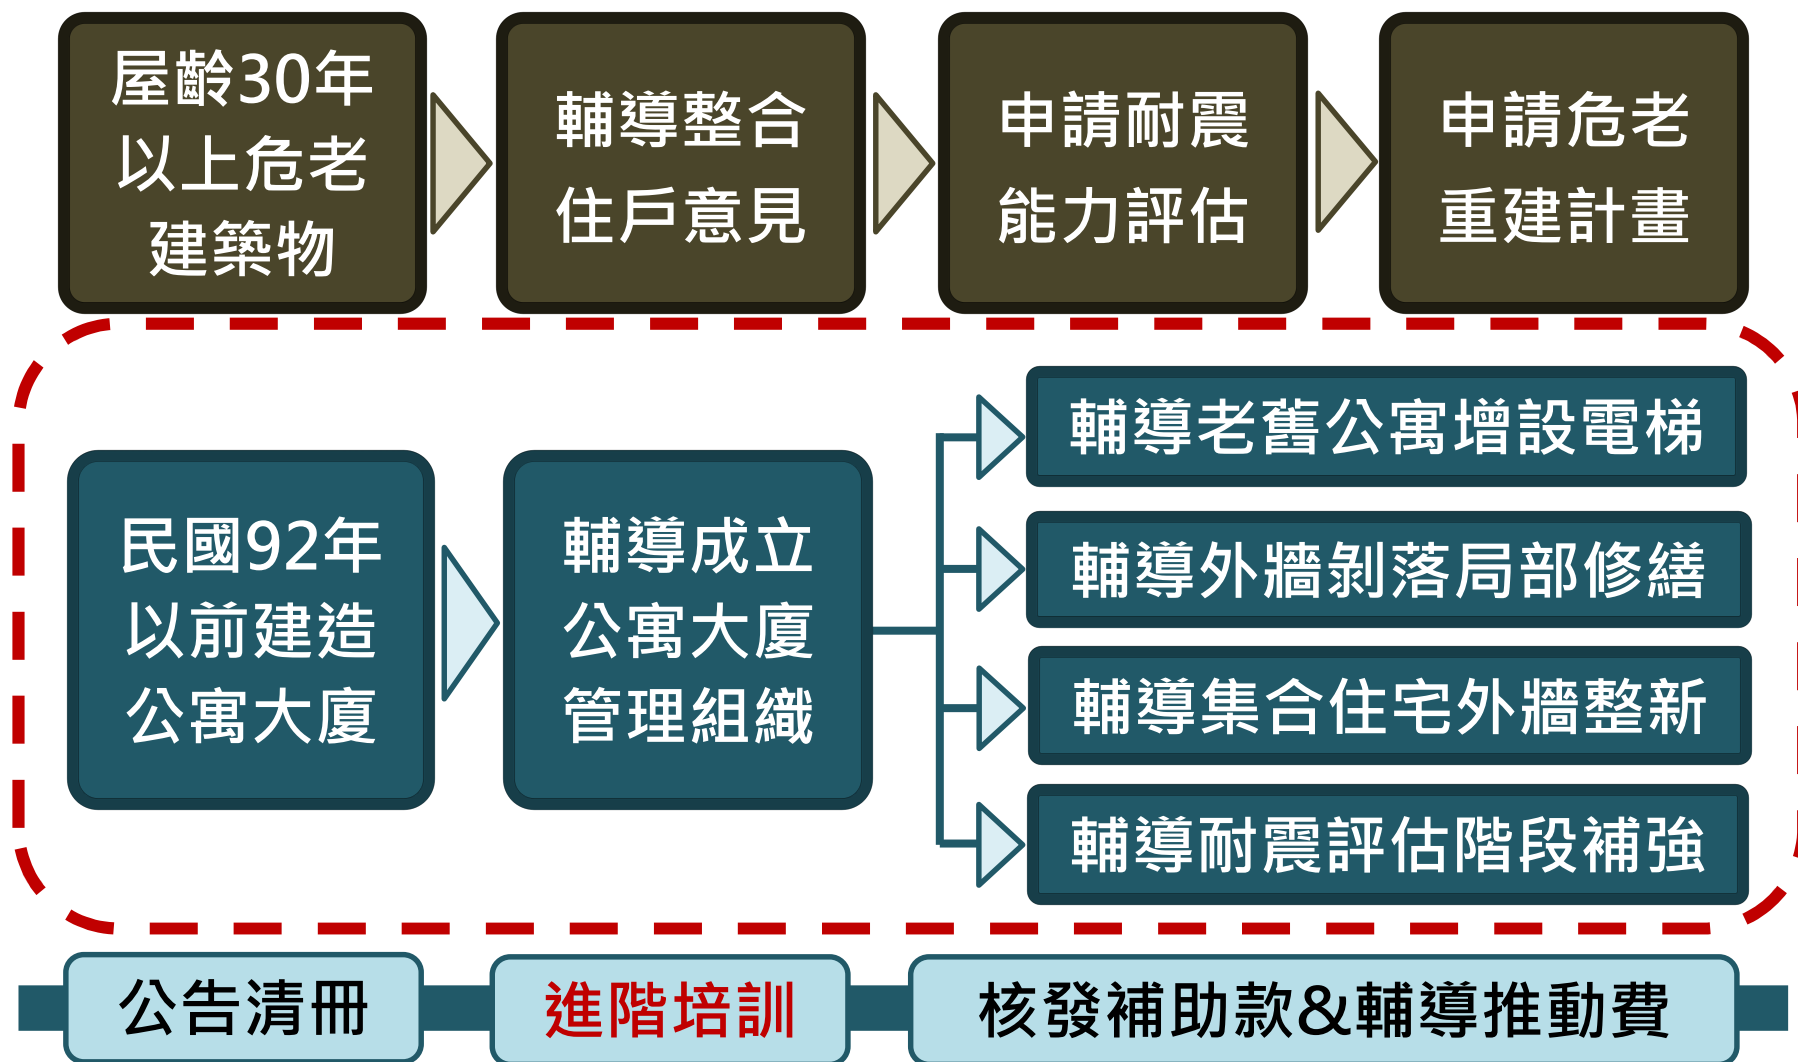 屋齡30年
以上危老
建築物
輔導整合
住戶意見
申請耐震
能力評估
申請危老
重建計畫
民國92年
以前建造
公寓大廈
輔導成立
公寓大廈
管理組織
輔導老舊公寓增設電梯
輔導外牆剝落局部修繕
輔導集合住宅外牆整新
輔導耐震評估階段補強
公告清冊
進階培訓
核發補助款&輔導推動費